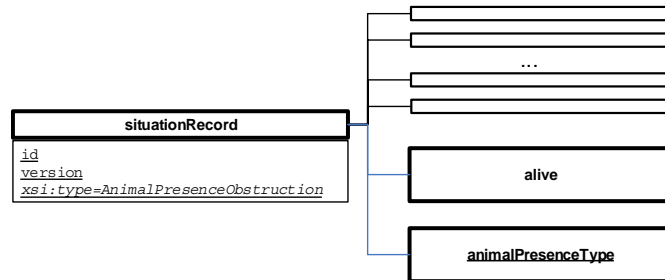 ...
situationRecord
id
version
xsi:type=AnimalPresenceObstruction
alive
animalPresenceType